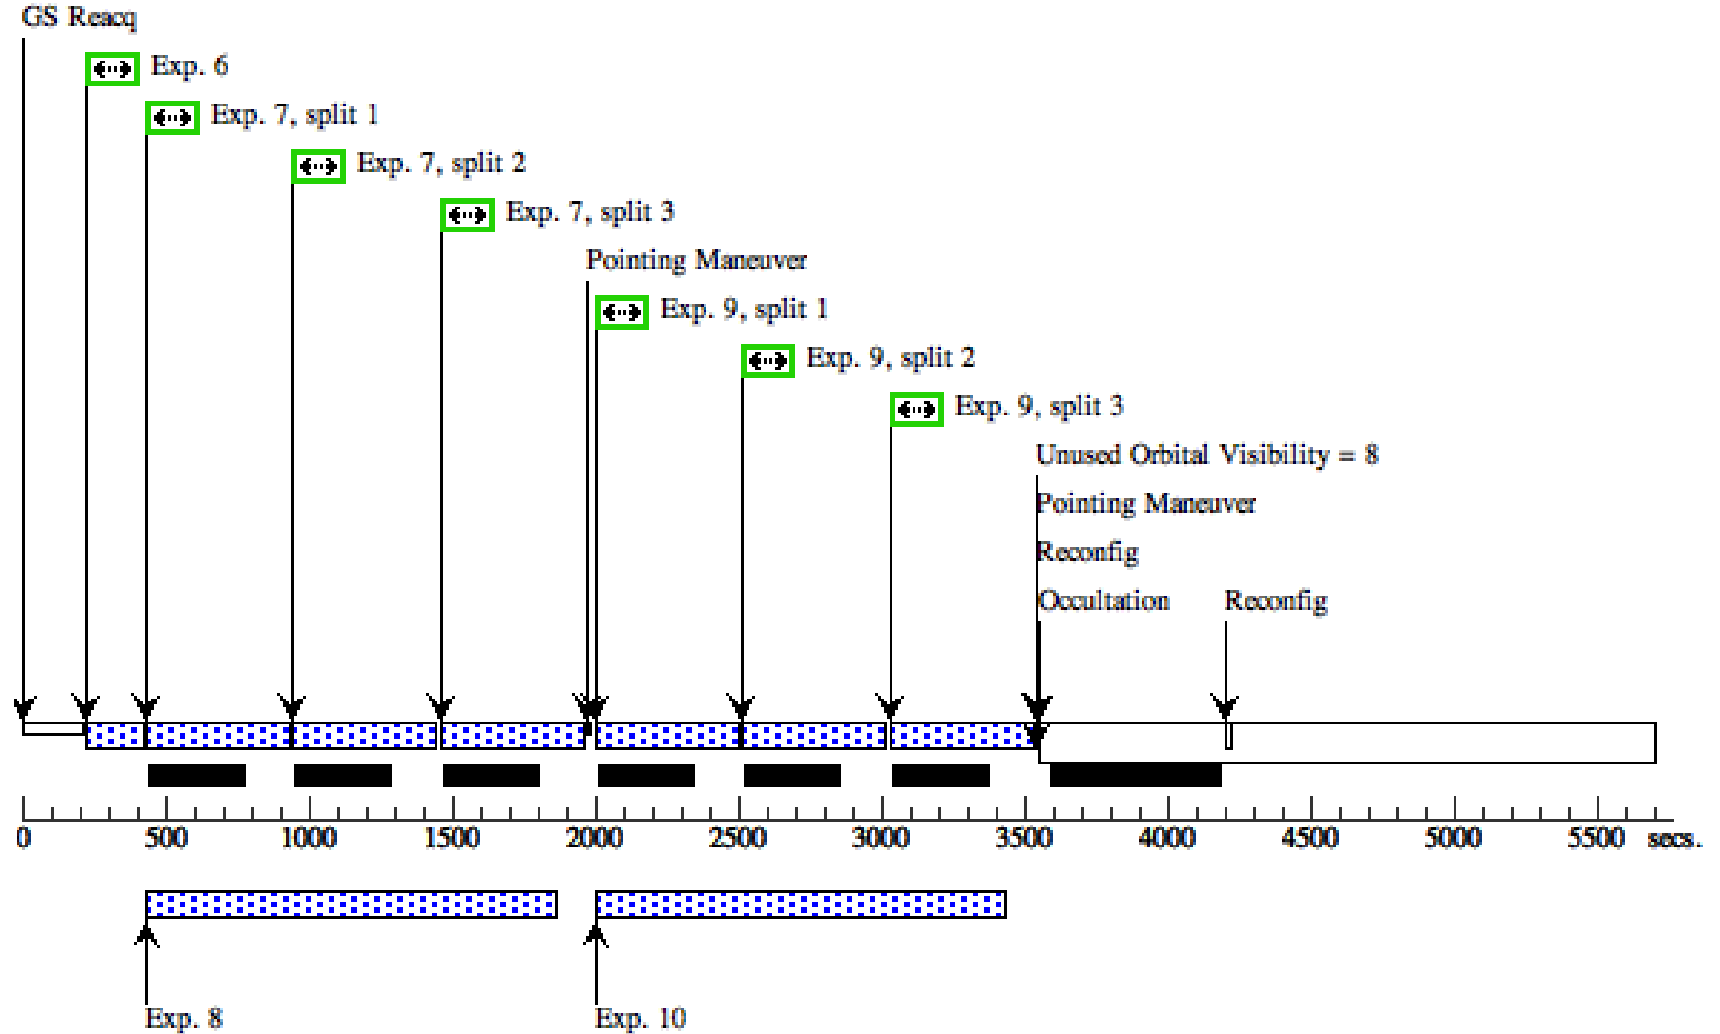 GS Reacq
Exp. 6
Exp. 7, split 1
Exp. 7, split 2
Exp. 7, split 3
Pointing Maneuver
Exp. 9, split 1
Exp. 9, split 2
Exp. 9, split 3
Unused Orbital Visibility = 8
Pointing Maneuver
Reconfig
Occultation Reconfig
0 500 1000 1500 2000 2500 3000 3500 4000 4500 5000 5500 secs.
Exp. 8 Exp. 10